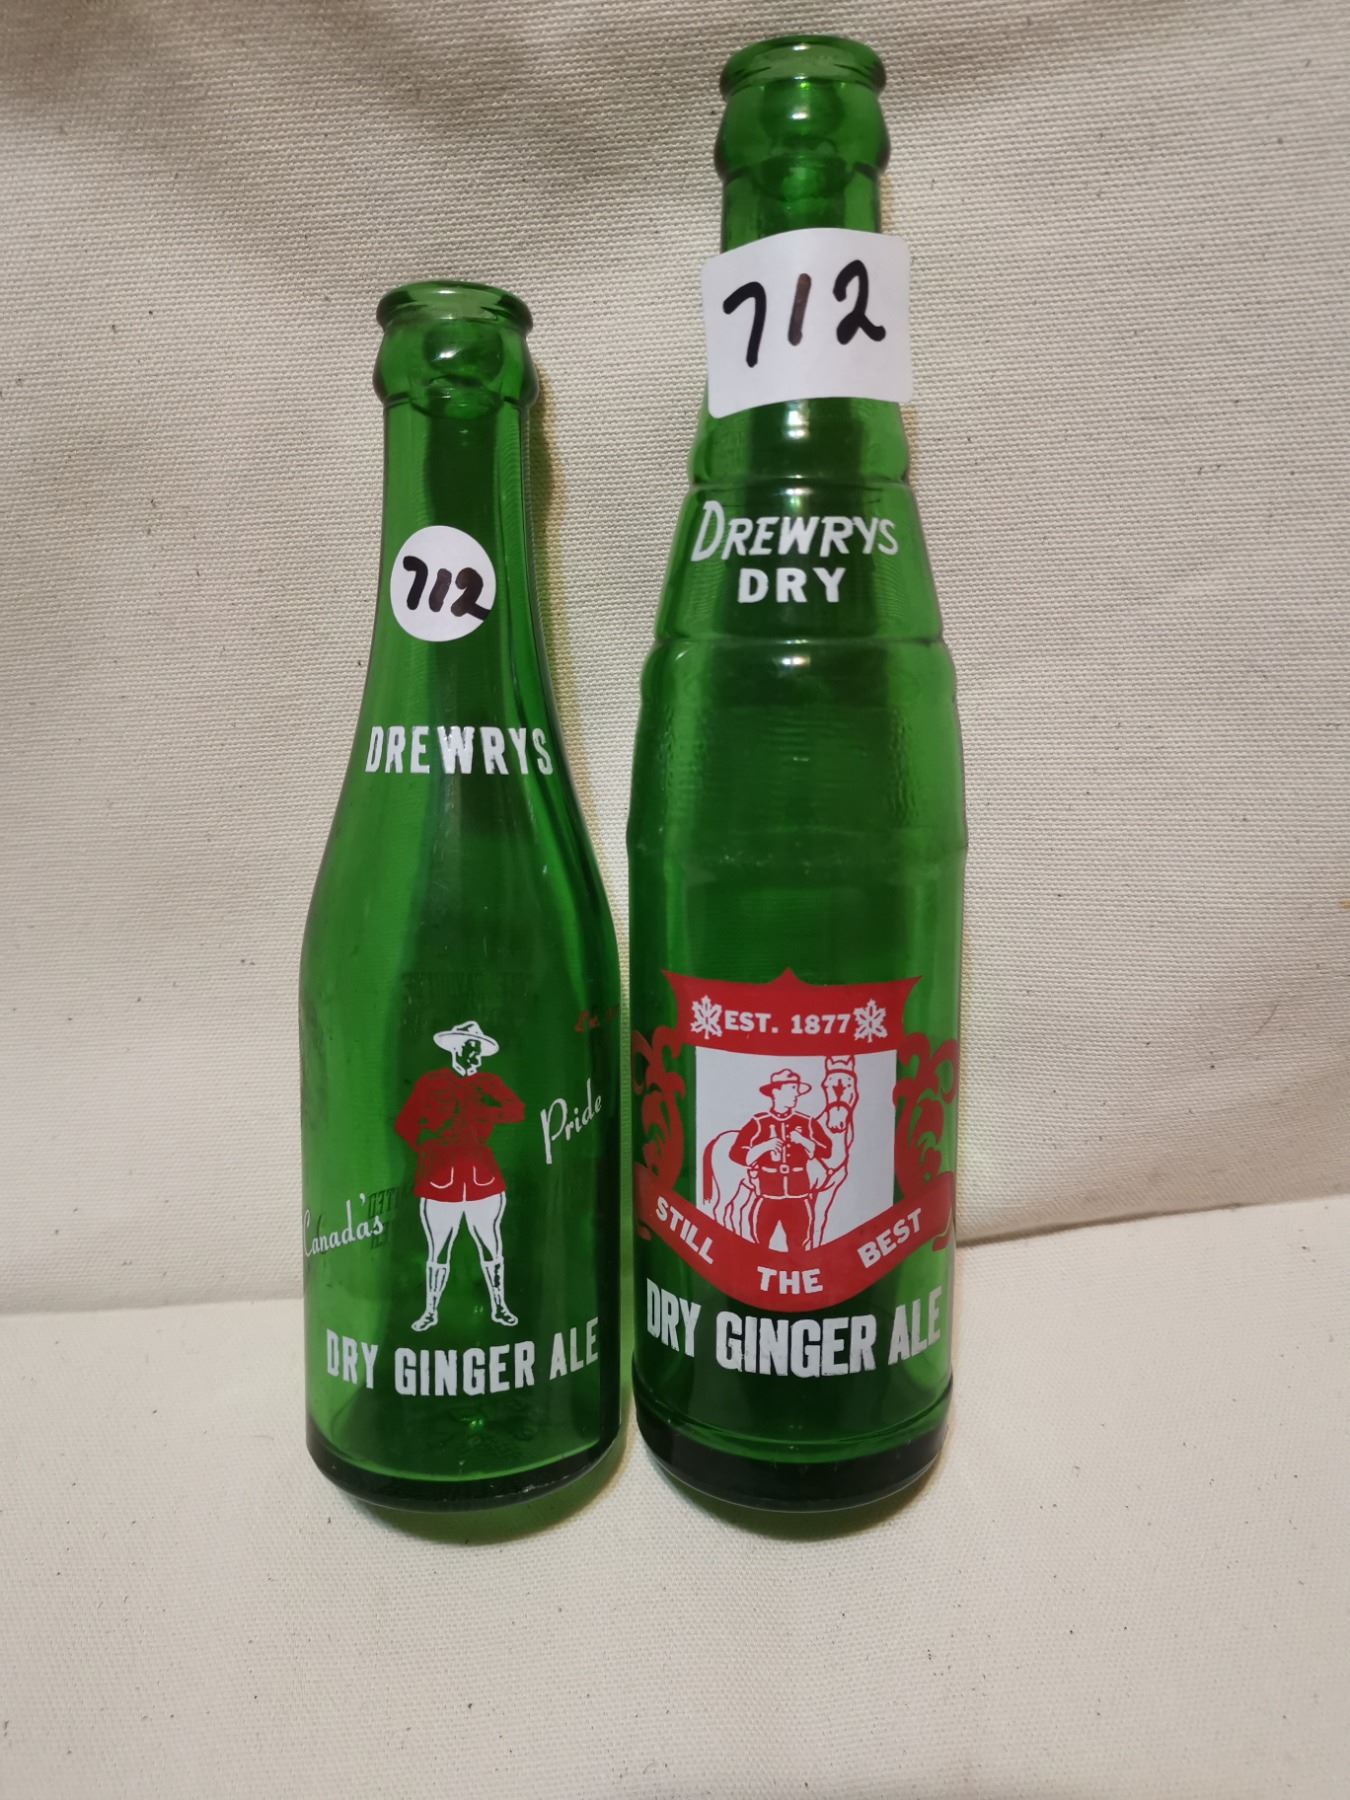 712
DREWRYS
Canada's Pride
DRY GINGER ALE
712
DREWRYS
DRY
EST. 1877
STILL THE BEST
DRY GINGER ALE